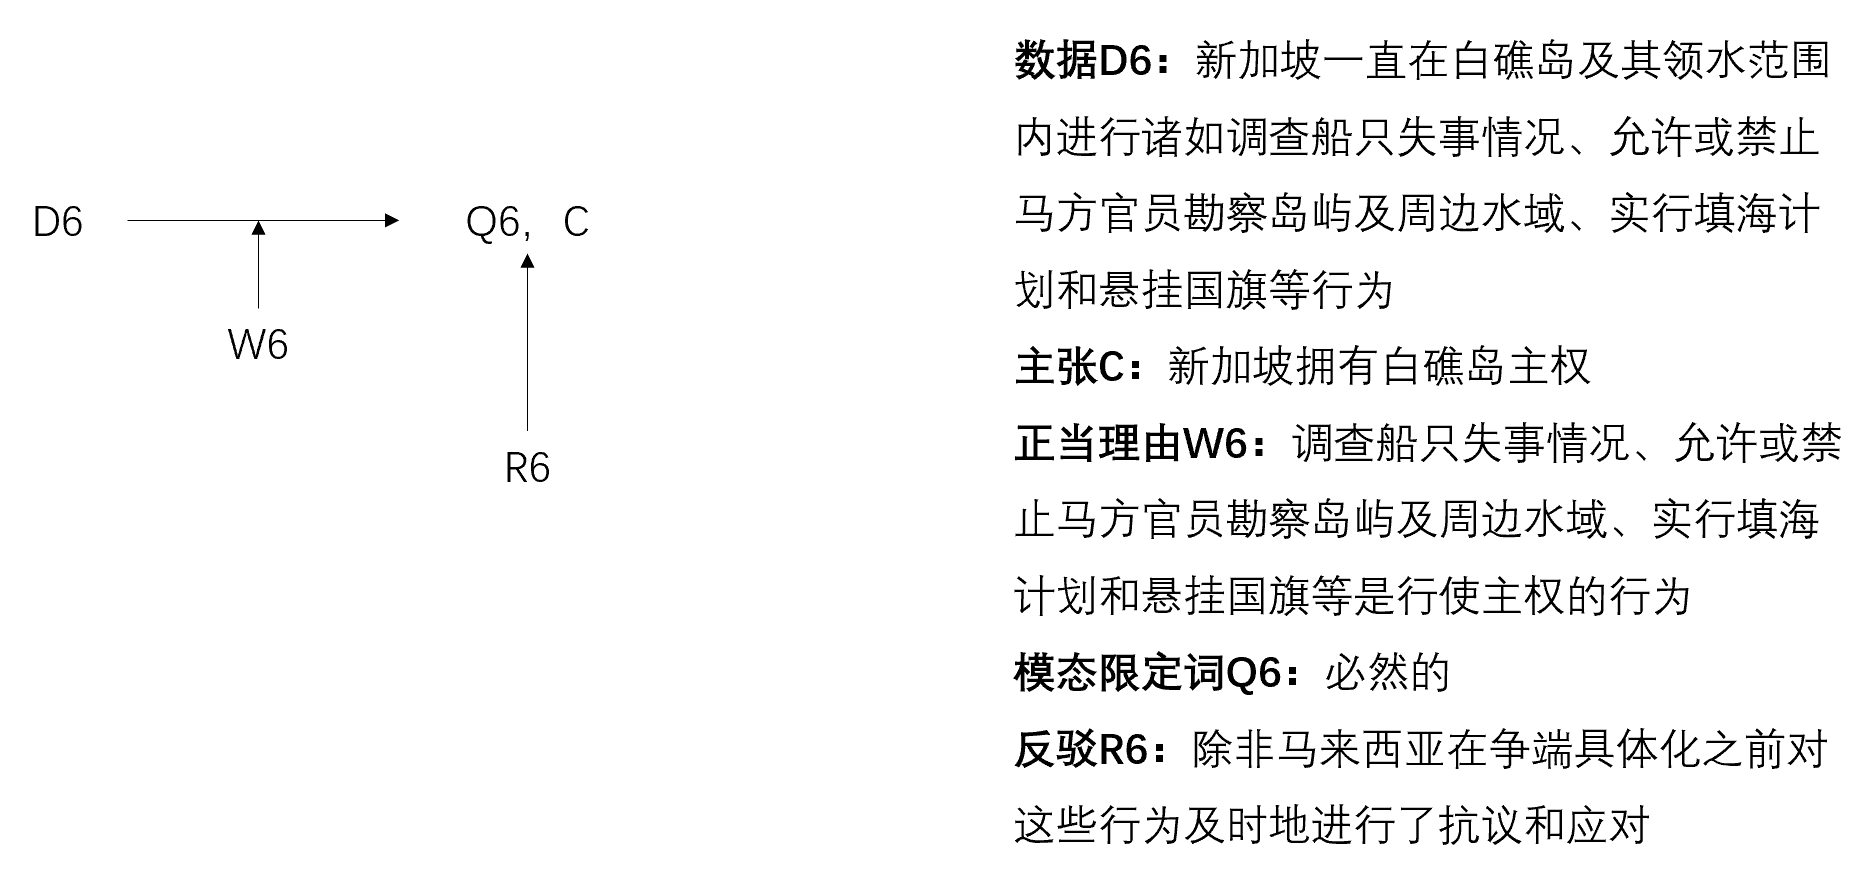 D6
Q6, C
W6
R6
数据D6：新加坡一直在白礁岛及其领水范围
内进行诸如调查船只失事情况、允许或禁止
马方官员勘察岛屿及周边水域、实行填海计
划和悬挂国旗等行为
主张C：新加坡拥有白礁岛主权
正当理由W6：调查船只失事情况、允许或禁
止马方官员勘察岛屿及周边水域、实行填海
计划和悬挂国旗等是行使主权的行为
模态限定词Q6：必然的
反驳R6：除非马来西亚在争端具体化之前对
这些行为及时地进行了抗议和应对